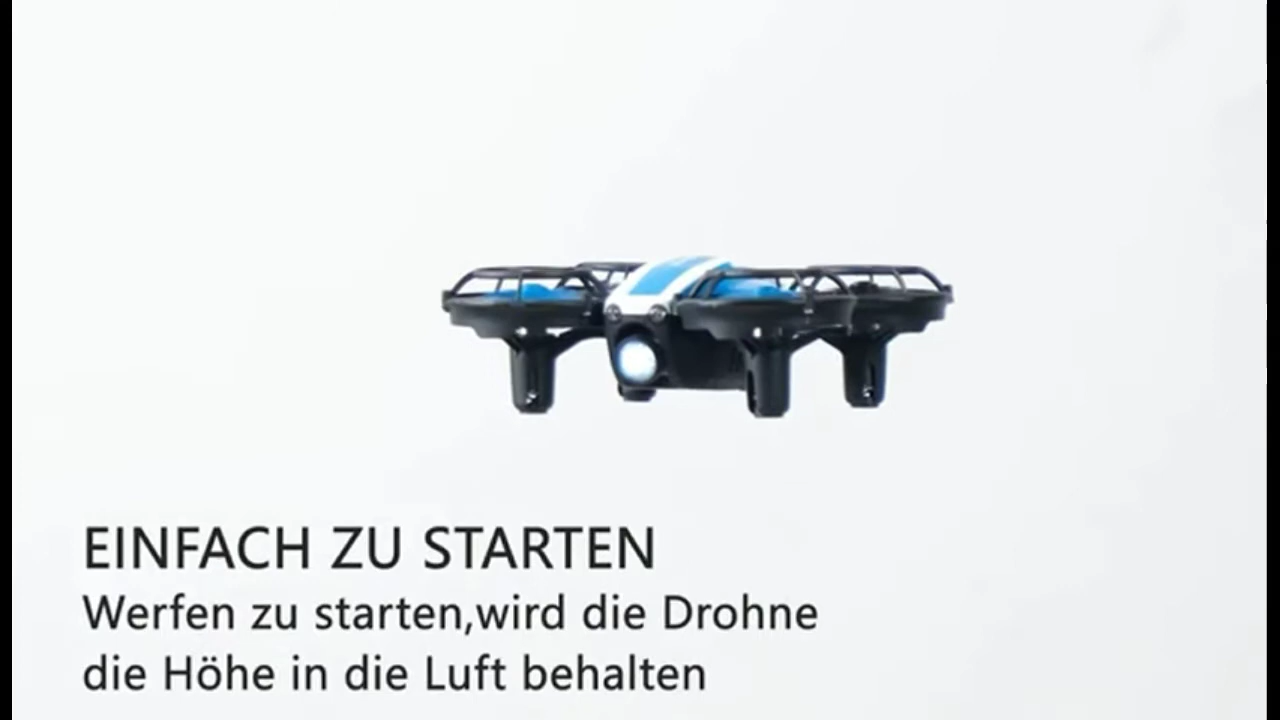 EINFACH ZU STARTEN
Werfen zu starten,wird die Drohne
die Höhe in die Luft behalten